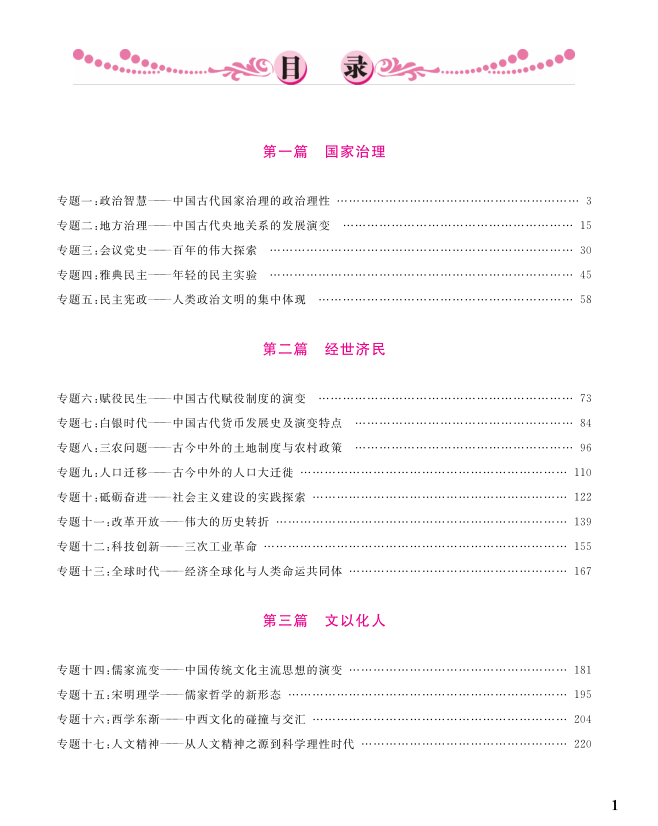 目 录
第一篇 国家治理
专题一:政治智慧——中国古代国家治理的政治理性 …………………………………………………… 3
专题二:地方治理——中国古代央地关系的发展演变 ………………………………………………… 15
专题三:会议党史——百年的伟大探索 ………………………………………………………………… 30
专题四:雅典民主——年轻的民主实验 ………………………………………………………………… 45
专题五:民主宪政——人类政治文明的集中体现 ……………………………………………………… 58
第二篇 经世济民
专题六:赋役民生——中国古代赋役制度的演变 ……………………………………………………… 73
专题七:白银时代——中国古代货币发展史及演变特点 ……………………………………………… 84
专题八:三农问题——古今中外的土地制度与农村政策 ……………………………………………… 96
专题九:人口迁移——古今中外的人口大迁徙 ………………………………………………………… 110
专题十:砥砺奋进——社会主义建设的实践探索 ……………………………………………………… 122
专题十一:改革开放——伟大的历史转折 ……………………………………………………………… 139
专题十二:科技创新——三次工业革命 ………………………………………………………………… 155
专题十三:全球时代——经济全球化与人类命运共同体 ……………………………………………… 167
第三篇 文以化人
专题十四:儒家流变——中国传统文化主流思想的演变 ……………………………………………… 181
专题十五:宋明理学——儒家哲学的新形态 …………………………………………………………… 195
专题十六:西学东渐——中西文化的碰撞与交汇 ……………………………………………………… 204
专题十七:人文精神——从人文精神之源到科学理性时代 …………………………………………… 220
1